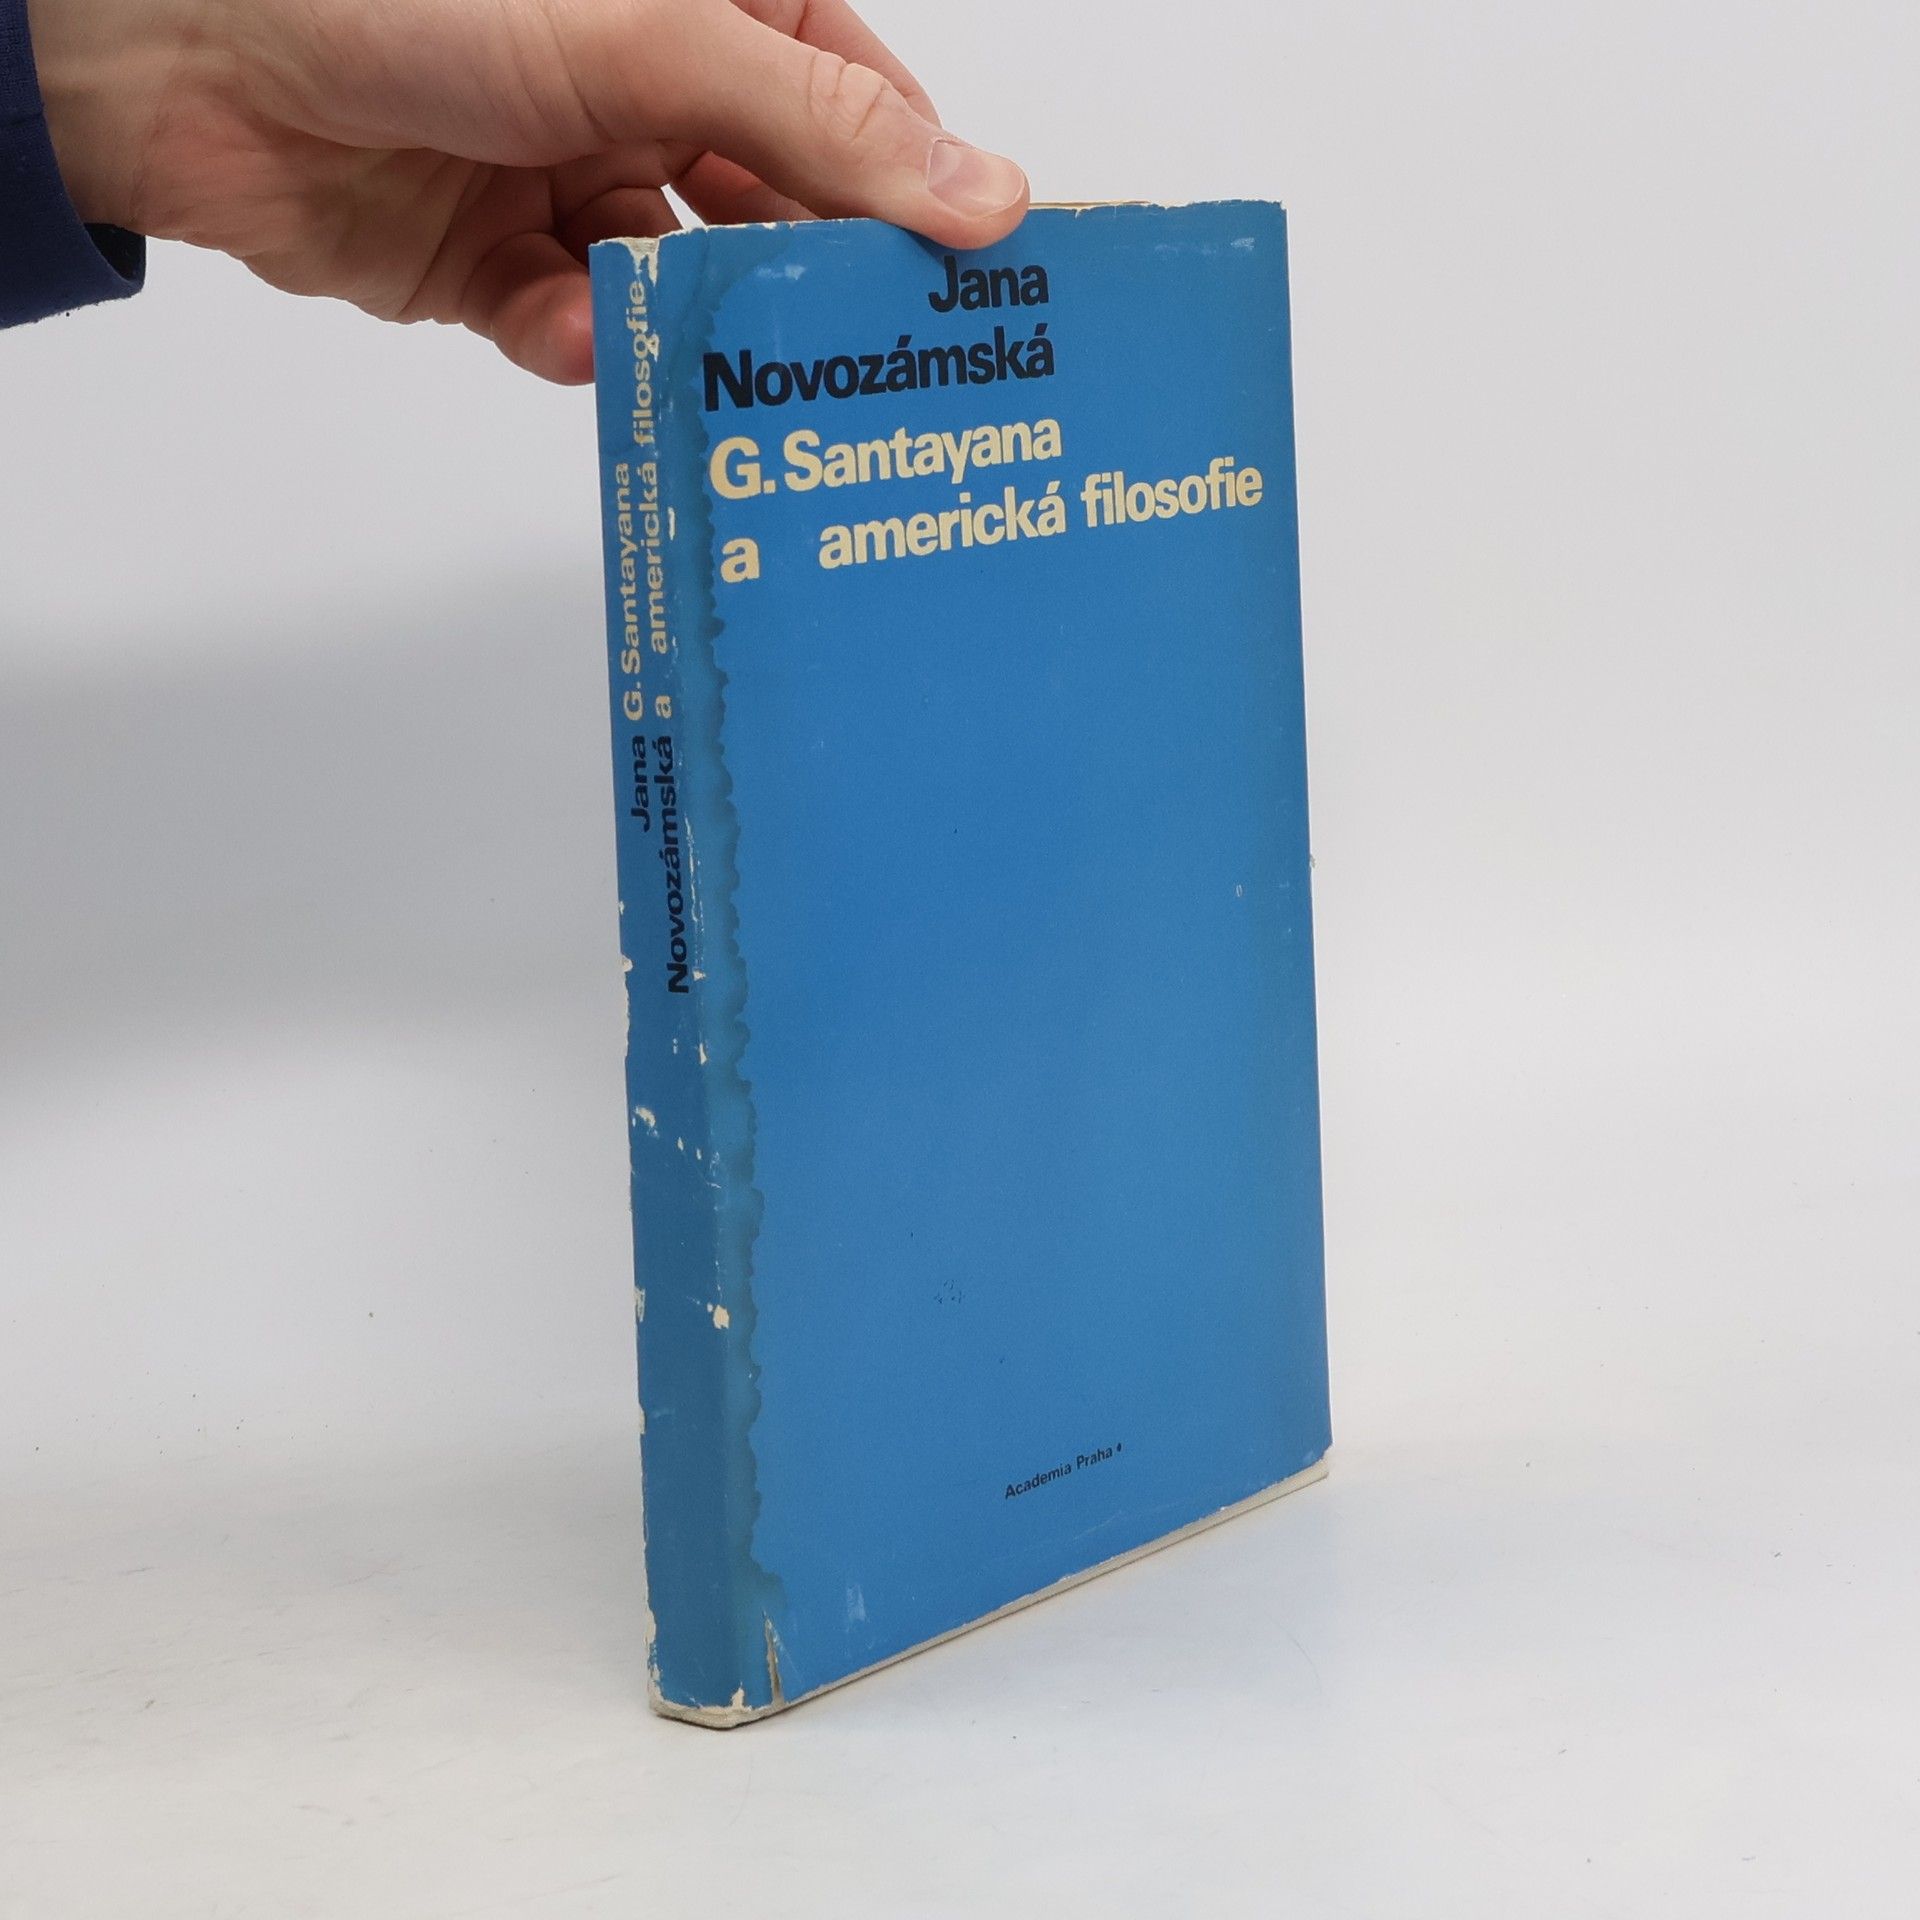 Jana
Novozámská
G. Santayana
a americká filosofie
Academia Praha
Jana G. Santayana
Novozámská a americká filosofie